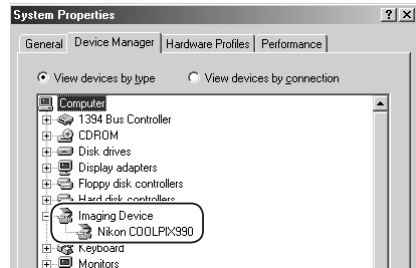 System Properties
General Device Manager Hardware Profiles Performance
View devices by type View devices by connection
Computer
1394 Bus Controller
CDROM
Disk drives
Display adapters
Floppy disk controllers
Hard disk controllers
Imaging Device
Nikon COOLPIX990
Keyboard
Monitors